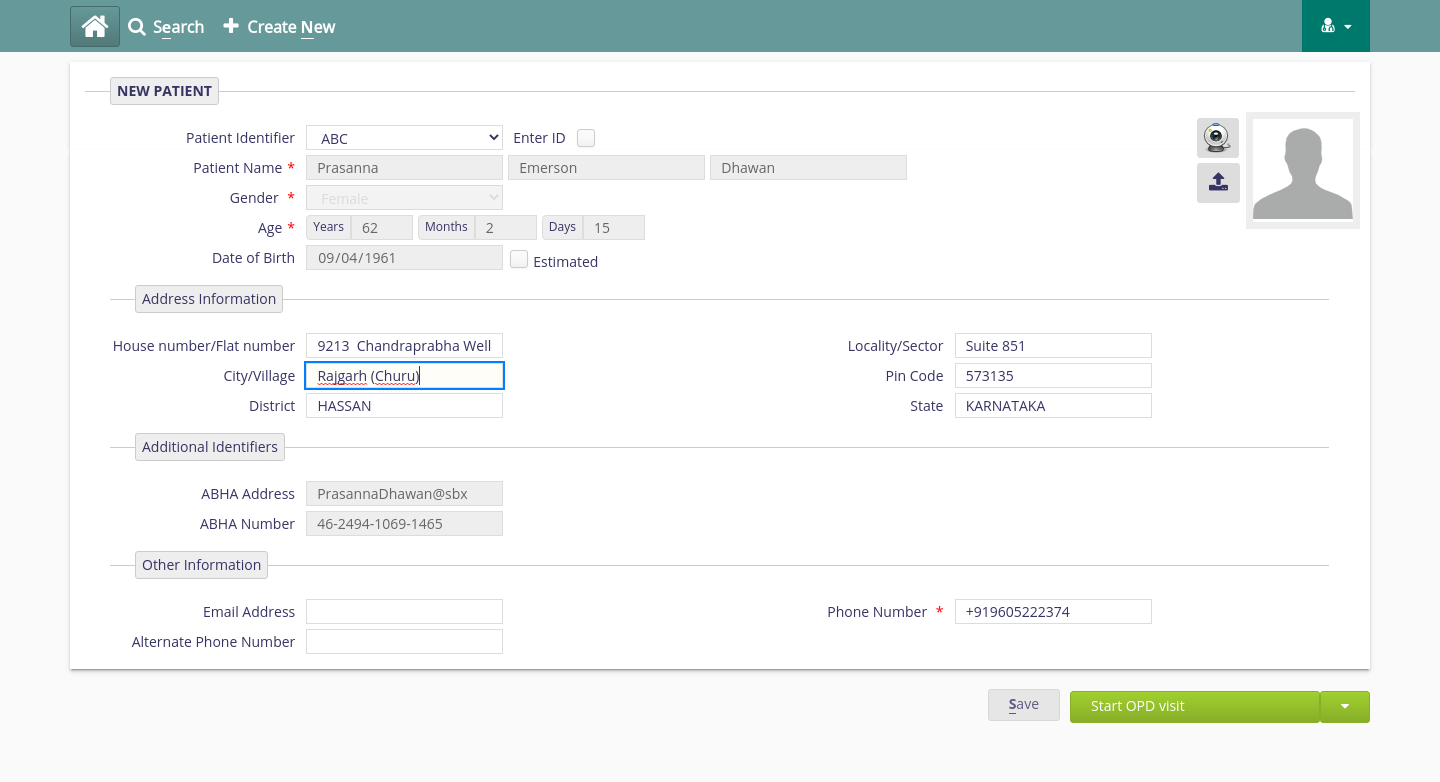 Search Create New
NEW PATIENT
Patient Identifier ABC Enter ID
Patient Name * Prasanna Emerson Dhawan
Gender * Female
Age * Years 62 Months 2 Days 15
Date of Birth 09/04/1961 Estimated
Address Information
House number/Flat number 9213 Chandraprabha Well Locality/Sector Suite 851
City/Village Rajgarh (Churu) Pin Code 573135
District HASSAN State KARNATAKA
Additional Identifiers
ABHA Address PrasannaDhawan@sbx
ABHA Number 46-2494-1069-1465
Other Information
Email Address Phone Number * +919605222374
Alternate Phone Number
Save Start OPD visit